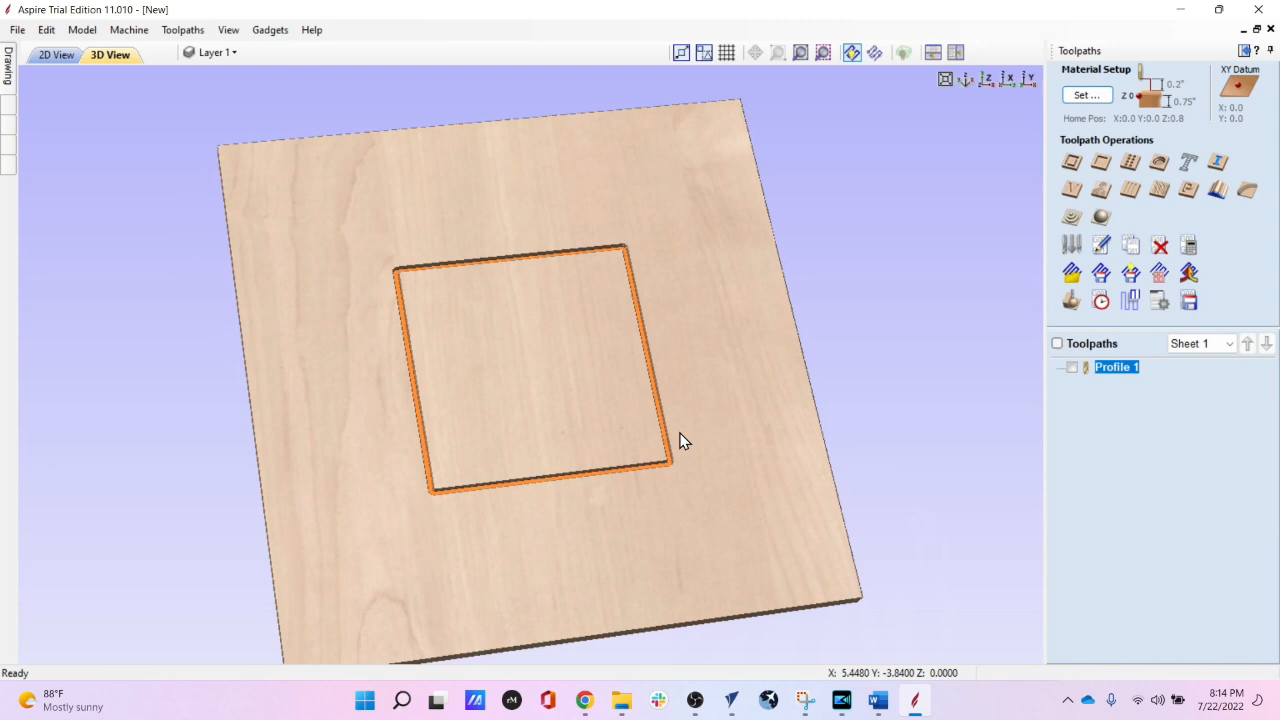 Aspire Trial Edition 11.010 - [New]
File Edit Model Machine Toolpaths View Gadgets Help
2D View 3D View Layer 1
Drawing
Toolpaths
Material Setup
XY Datum
Set ...
Z 0
0.2"
0.75"
X: 0.0
Y: 0.0
Home Pos: X:0.0 Y:0.0 Z:0.8
Toolpath Operations
Toolpaths Sheet 1
Profile 1
Ready
X: 5.4480 Y: -3.8400 Z: 0.0000
88°F
Mostly sunny
8:14 PM
7/22/2022